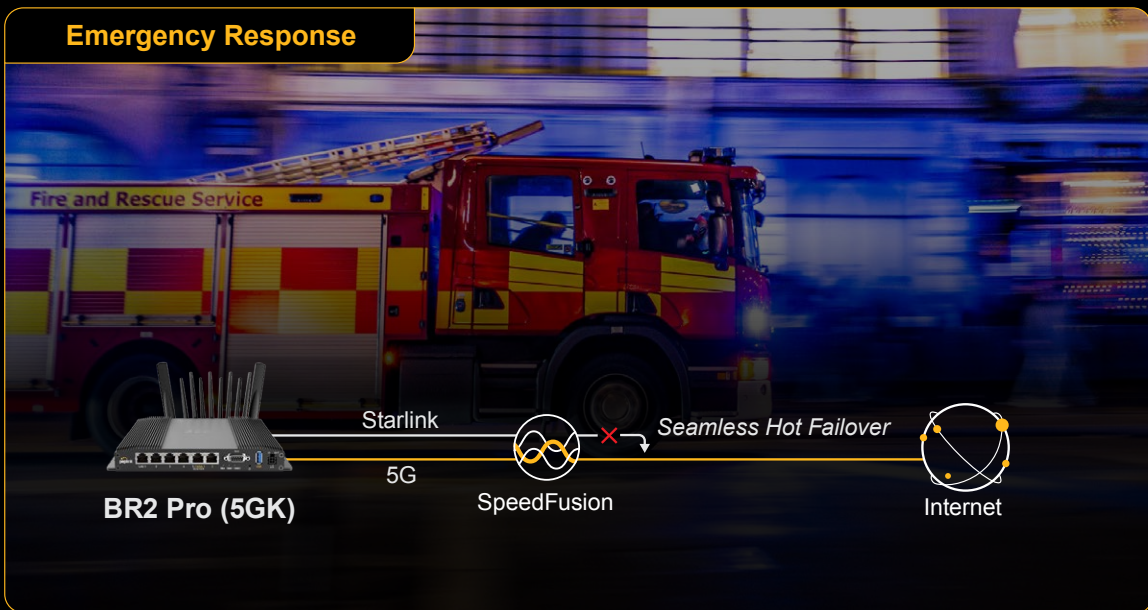 Emergency Response
Fire and Rescue Service
Starlink
Seamless Hot Failover
5G
SpeedFusion
BR2 Pro (5GK)
Internet